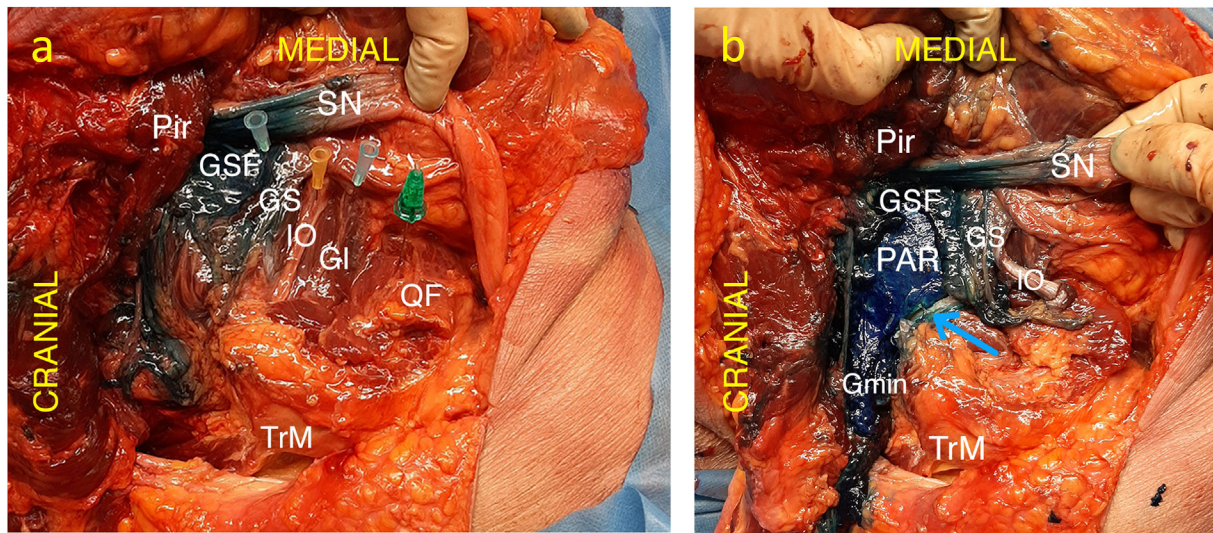 a
MEDIAL
SN
Pir
GSF
GS
IO
GI
QF
CRANIAL
TrM
b
MEDIAL
Pir
SN
GSF
GS
PAR
IO
CRANIAL
Gmin
TrM